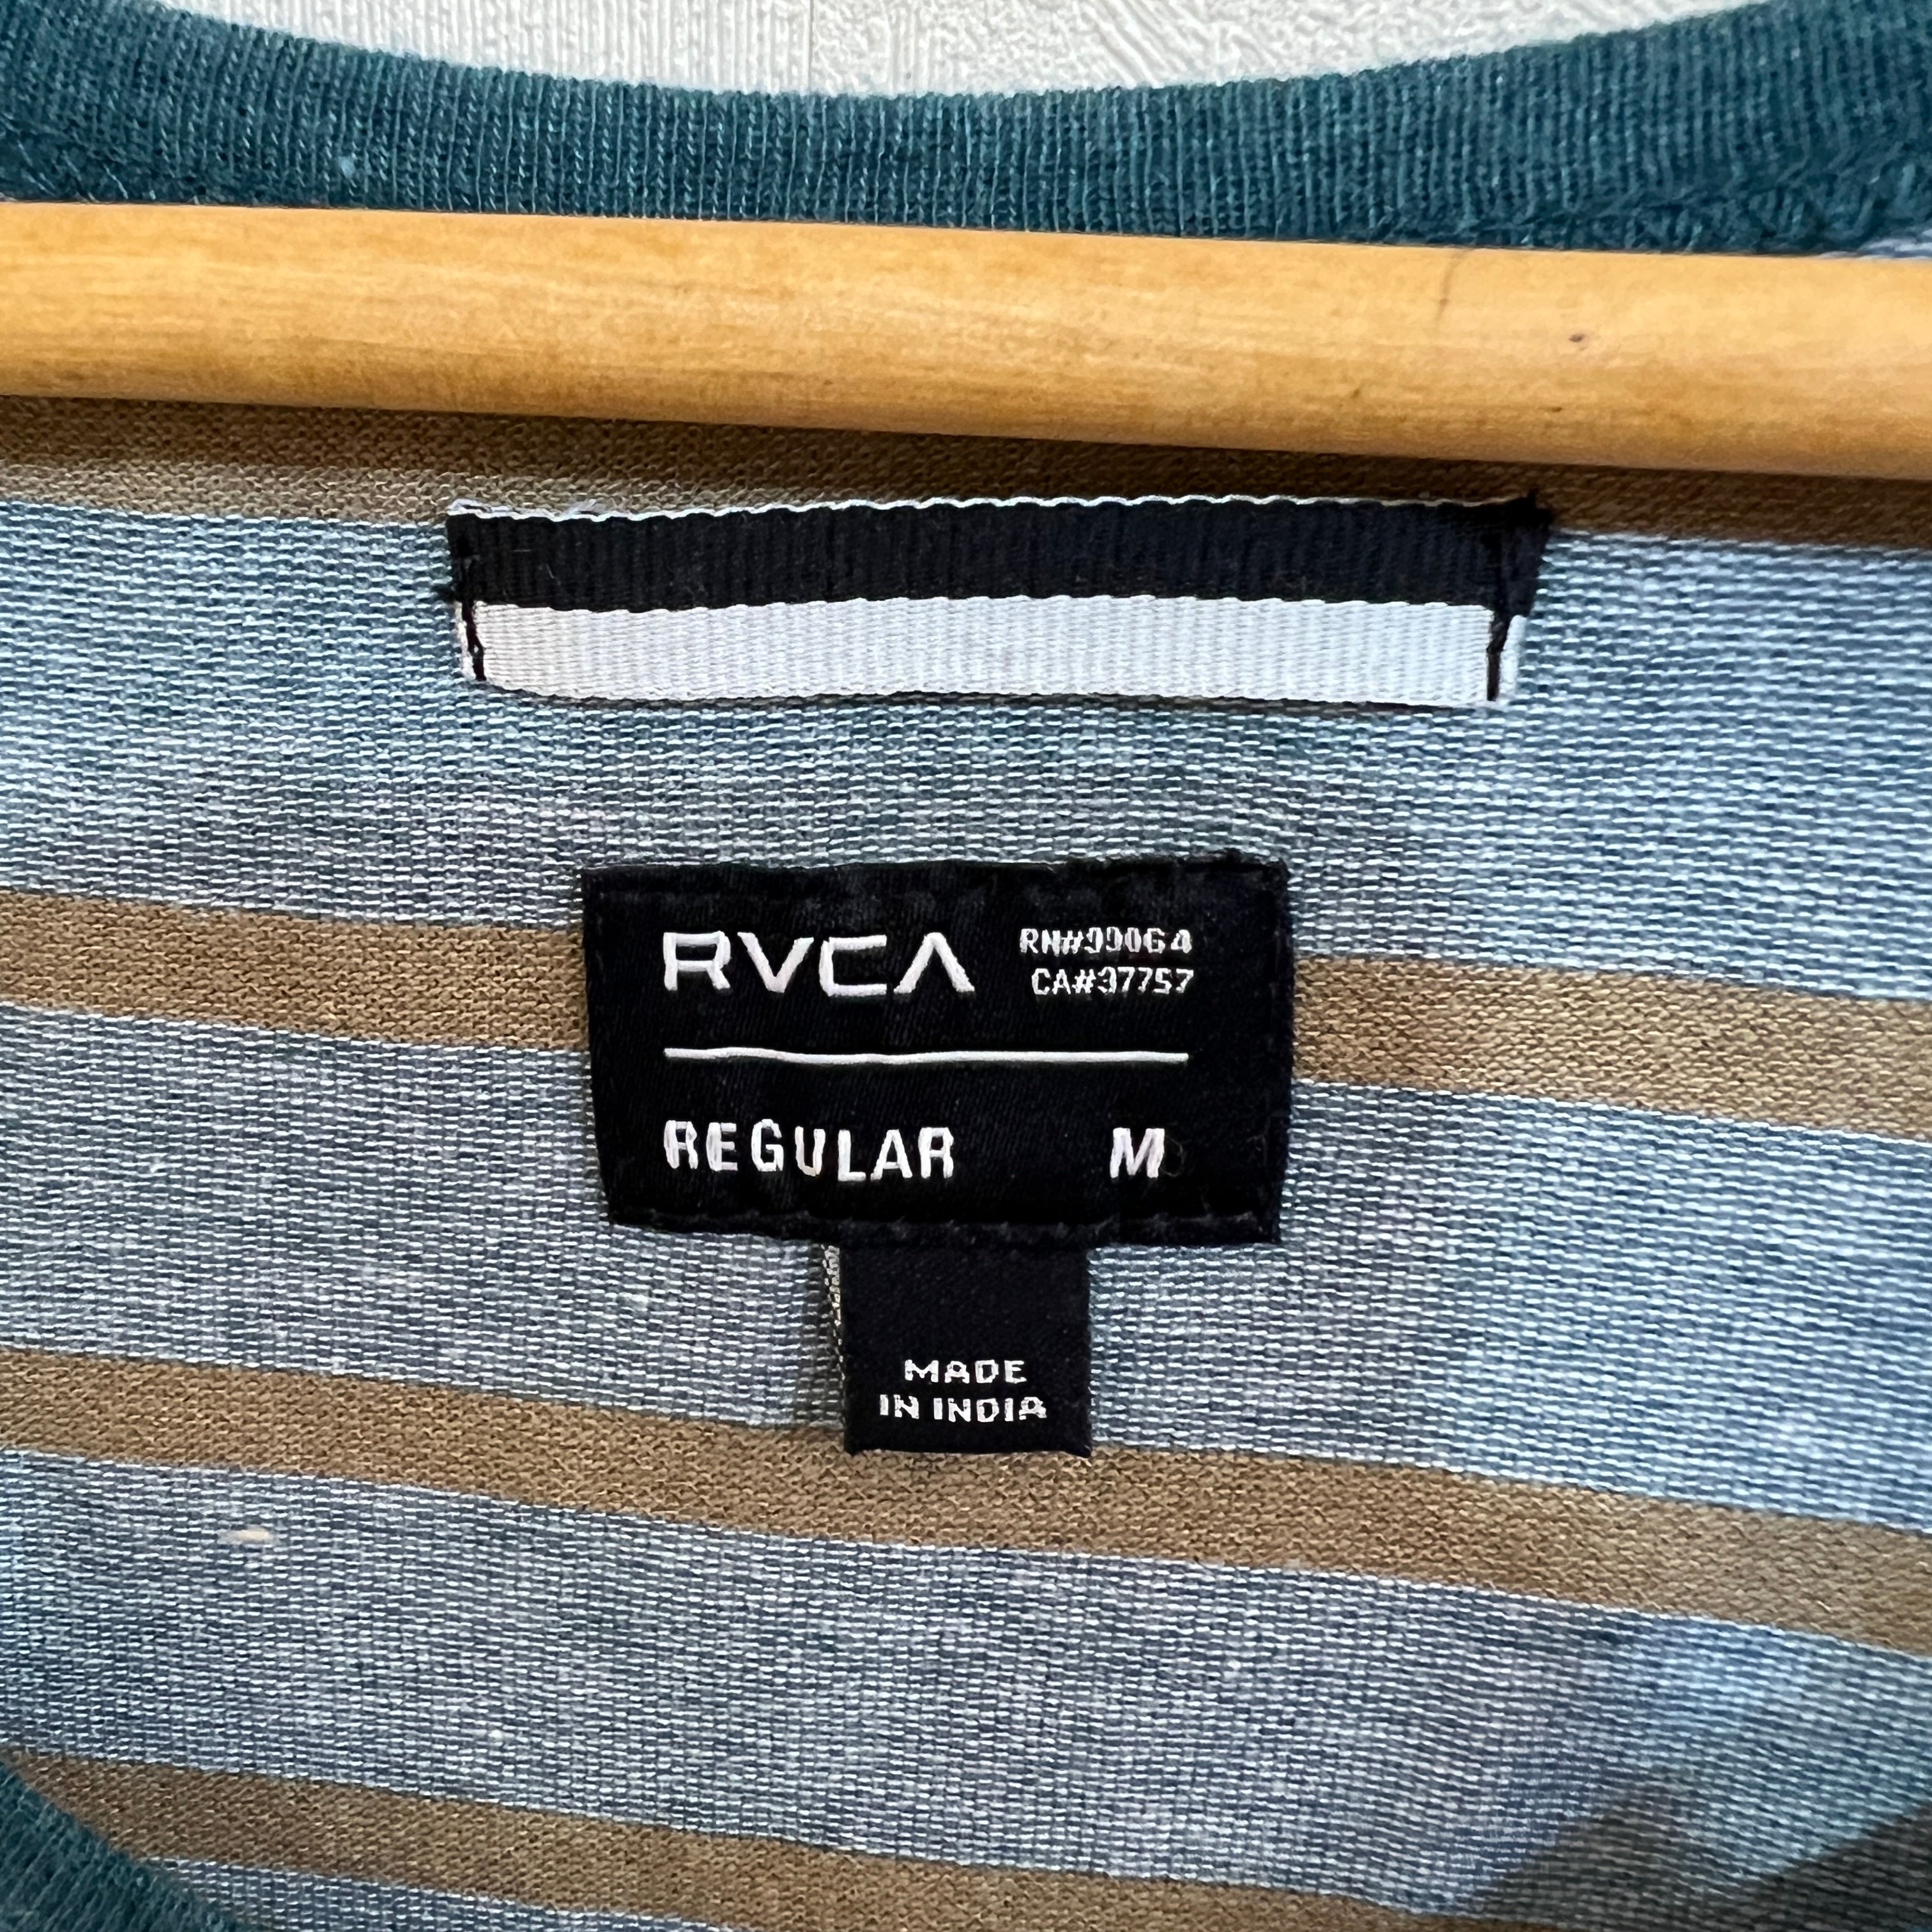 RVCA
RN#99064
CA#37757
REGULAR M
MADE
IN INDIA